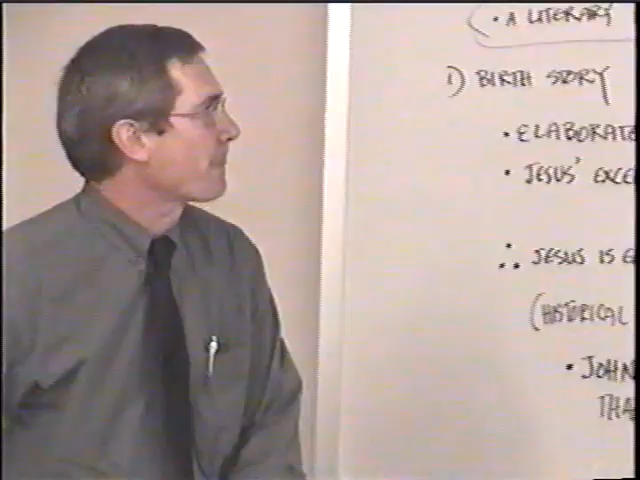 • A LITERARY
1) BIRTH STORY
• ELABORATE
• JESUS' EXCE
∴ JESUS IS G
(HISTORICAL
• JOHN
THA